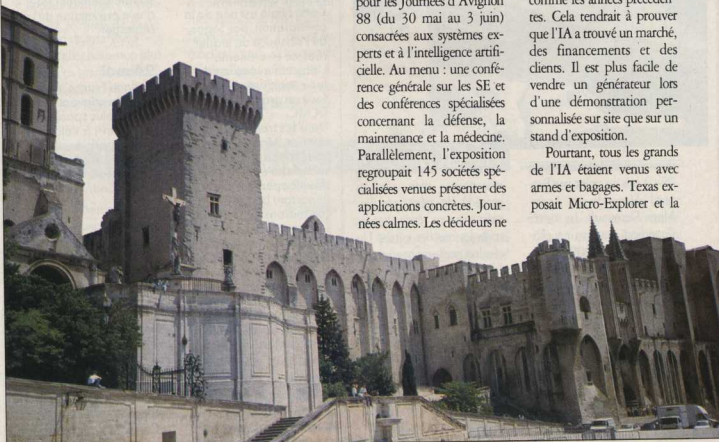 pour les Journées d'Avignon
88 (du 30 mai au 3 juin)
consacrées aux systèmes ex-
perts et à l'intelligence artifi-
cielle. Au menu : une confé-
rence générale sur les SE et
des conférences spécialisées
concernant la défense, la
maintenance et la médecine.
Parallèlement, l'exposition
regroupait 145 sociétés spé-
cialisées venues présenter des
applications concrètes. Jour-
nées calmes. Les décideurs ne
comme les années précéden-
tes. Cela tendrait à prouver
que l'IA a trouvé un marché,
des financements et des
clients. Il est plus facile de
vendre un générateur lors
d'une démonstration per-
sonnalisée sur site que sur un
stand d'exposition.
Pourtant, tous les grands
de l'IA étaient venus avec
armes et bagages. Texas ex-
posait Micro-Explorer et la